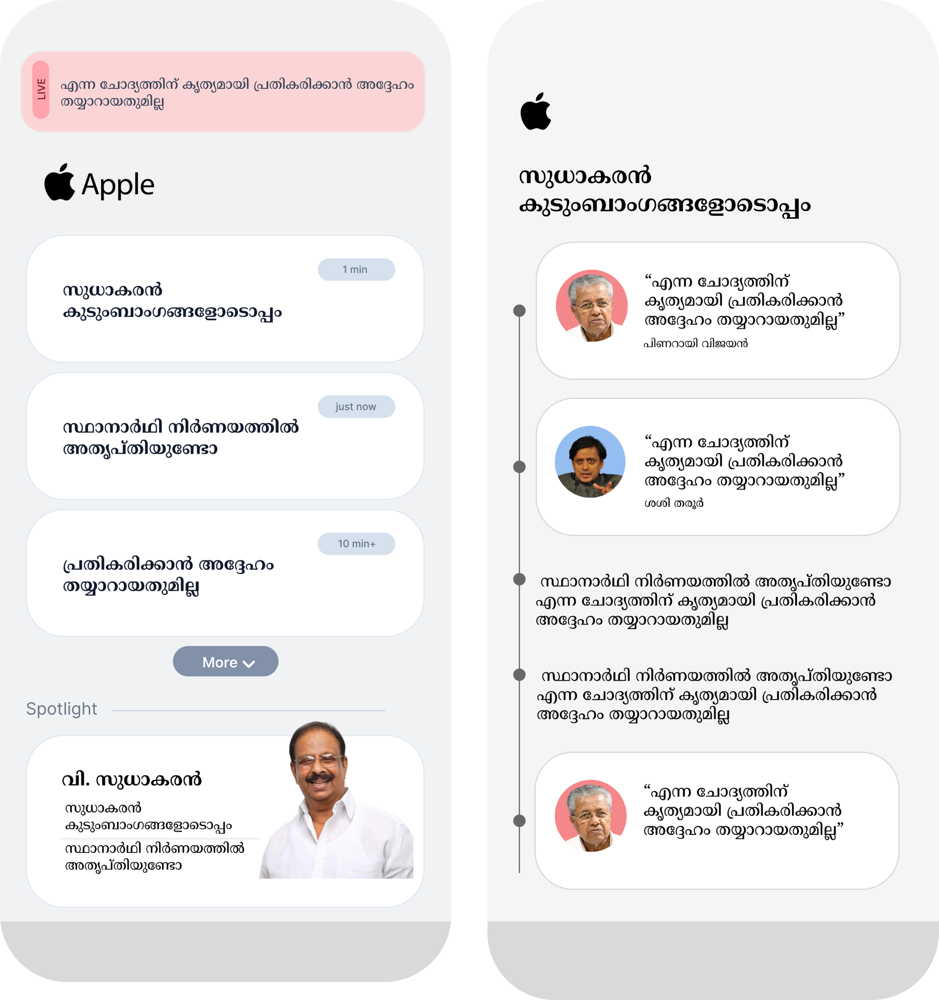 LIVE
എന്ന ചോദ്യത്തിന് കൃത്യമായി പ്രതികരിക്കാൻ അദ്ദേഹം
തയ്യാറായതുമില്ല
Apple
1 min
സുധാകരൻ
കുടുംബാംഗങ്ങളോടൊപ്പം
just now
സ്ഥാനാർഥി നിർണയത്തിൽ
അതൃപ്തിയുണ്ടോ
10 min+
പ്രതികരിക്കാൻ അദ്ദേഹം
തയ്യാറായതുമില്ല
More
Spotlight
വി. സുധാകരൻ
സുധാകരൻ
കുടുംബാംഗങ്ങളോടൊപ്പം
സ്ഥാനാർഥി നിർണയത്തിൽ
അതൃപ്തിയുണ്ടോ
സുധാകരൻ
കുടുംബാംഗങ്ങളോടൊപ്പം
“എന്ന ചോദ്യത്തിന്
കൃത്യമായി പ്രതികരിക്കാൻ
അദ്ദേഹം തയ്യാറായതുമില്ല”
പിണറായി വിജയൻ
“എന്ന ചോദ്യത്തിന്
കൃത്യമായി പ്രതികരിക്കാൻ
അദ്ദേഹം തയ്യാറായതുമില്ല”
ശശി തരൂർ
സ്ഥാനാർഥി നിർണയത്തിൽ അതൃപ്തിയുണ്ടോ
എന്ന ചോദ്യത്തിന് കൃത്യമായി പ്രതികരിക്കാൻ
അദ്ദേഹം തയ്യാറായതുമില്ല
സ്ഥാനാർഥി നിർണയത്തിൽ അതൃപ്തിയുണ്ടോ
എന്ന ചോദ്യത്തിന് കൃത്യമായി പ്രതികരിക്കാൻ
അദ്ദേഹം തയ്യാറായതുമില്ല
“എന്ന ചോദ്യത്തിന്
കൃത്യമായി പ്രതികരിക്കാൻ
അദ്ദേഹം തയ്യാറായതുമില്ല”